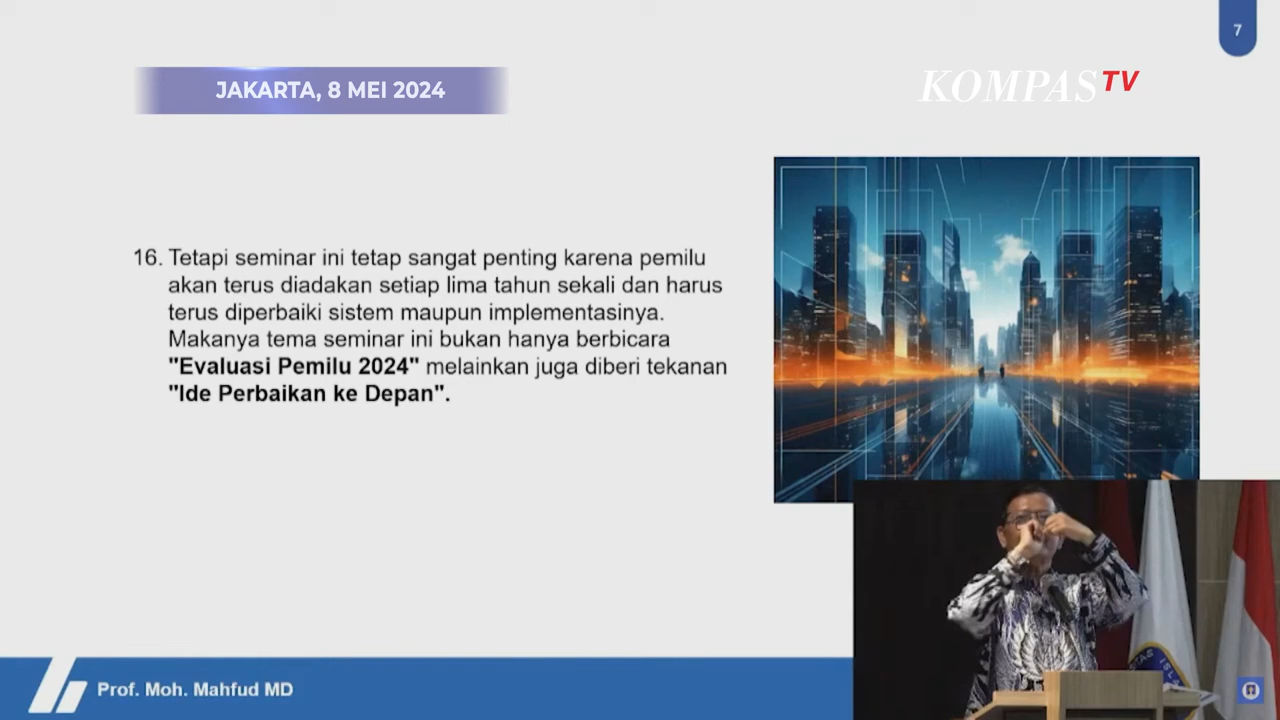 7
JAKARTA, 8 MEI 2024
KOMPAS TV
16. Tetapi seminar ini tetap sangat penting karena pemilu
akan terus diadakan setiap lima tahun sekali dan harus
terus diperbaiki sistem maupun implementasinya.
Makanya tema seminar ini bukan hanya berbicara
"Evaluasi Pemilu 2024" melainkan juga diberi tekanan
"Ide Perbaikan ke Depan".
Prof. Moh. Mahfud MD